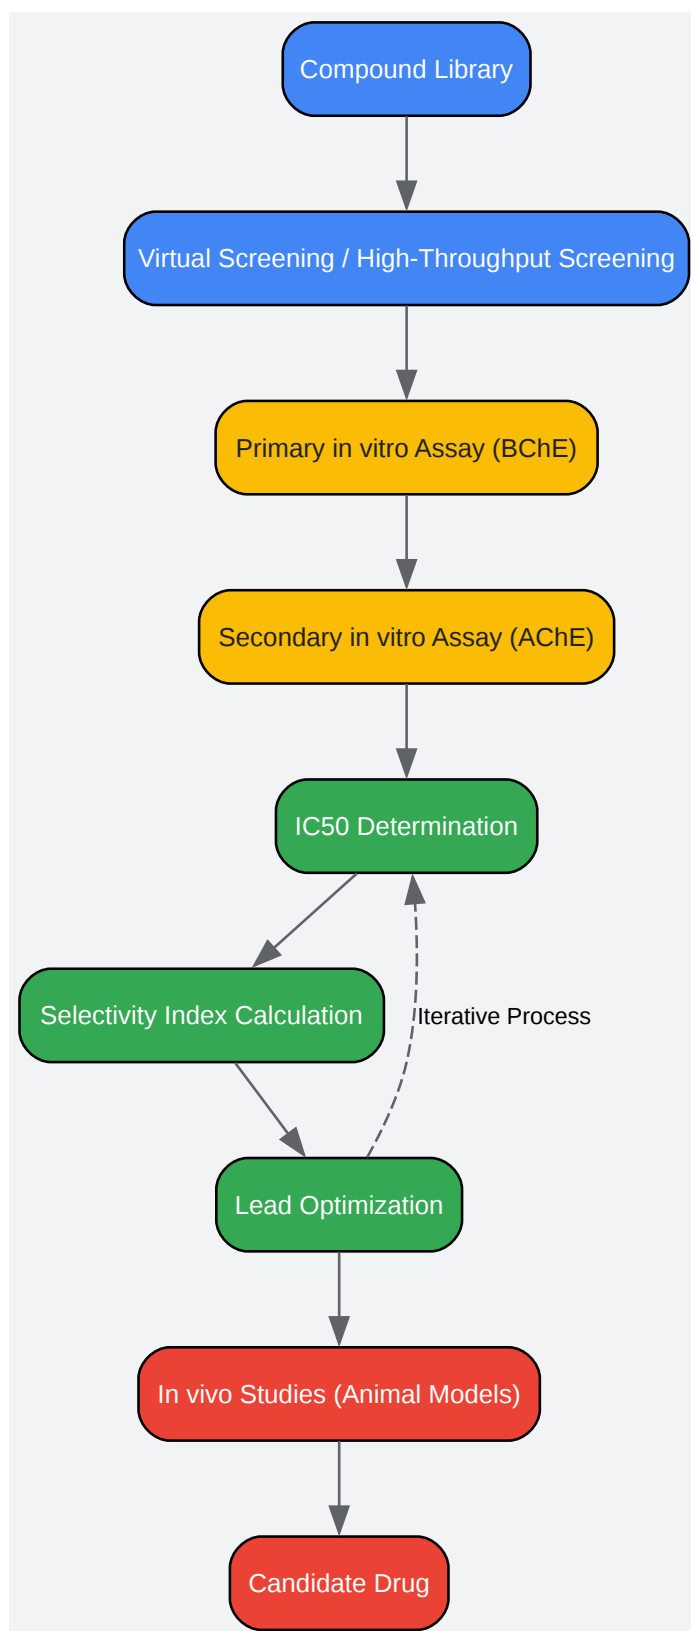 Compound Library
Virtual Screening / High-Throughput Screening
Primary in vitro Assay (BChE)
Secondary in vitro Assay (AChE)
IC50 Determination
Selectivity Index Calculation
Iterative Process
Lead Optimization
In vivo Studies (Animal Models)
Candidate Drug